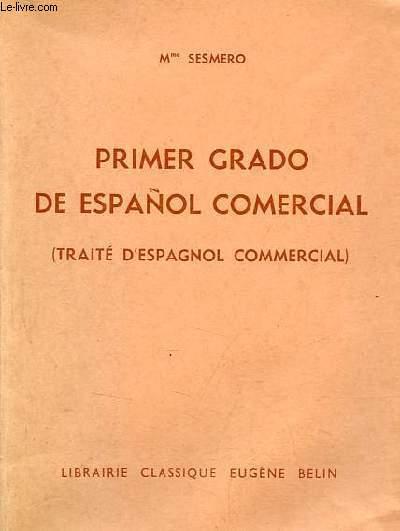 Le-livre.com
Mme SESMERO
PRIMER GRADO
DE ESPAÑOL COMERCIAL
(TRAITÉ D'ESPAGNOL COMMERCIAL)
LIBRAIRIE CLASSIQUE EUGÈNE BELIN